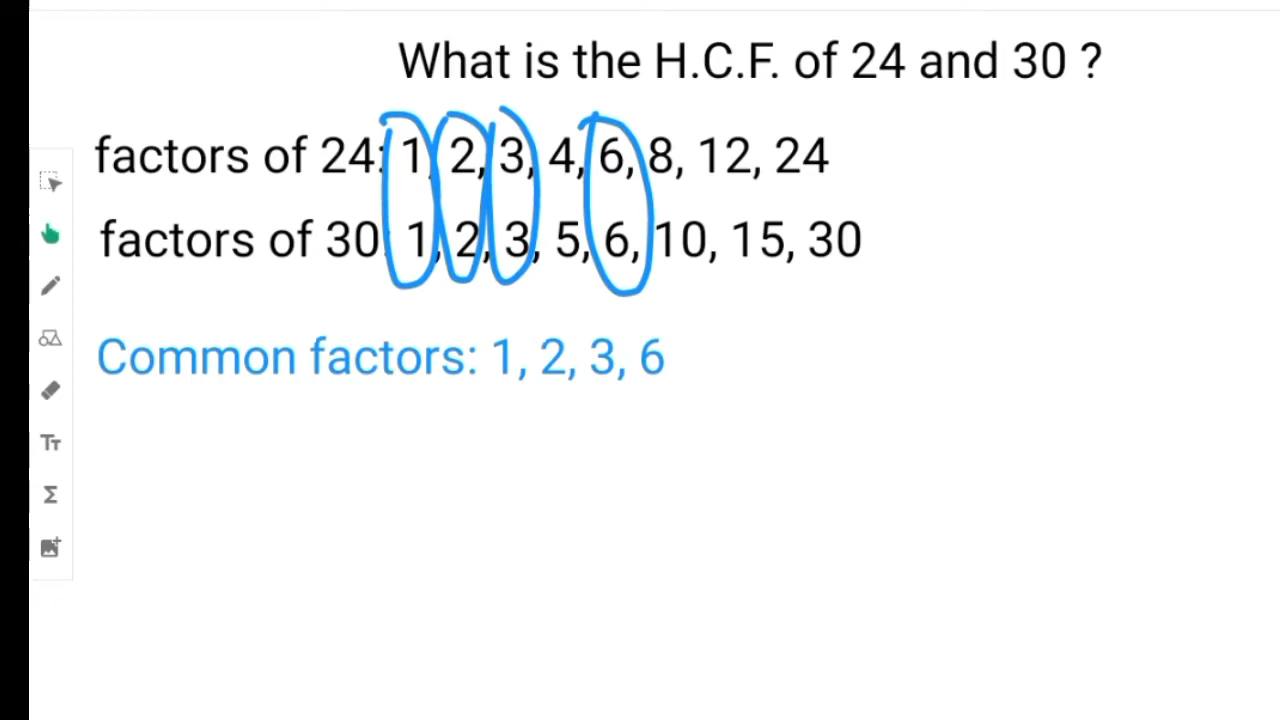 What is the H.C.F. of 24 and 30 ?
factors of 24: 1, 2, 3, 4, 6, 8, 12, 24
factors of 30: 1, 2, 3, 5, 6, 10, 15, 30
Common factors: 1, 2, 3, 6
TT
Σ